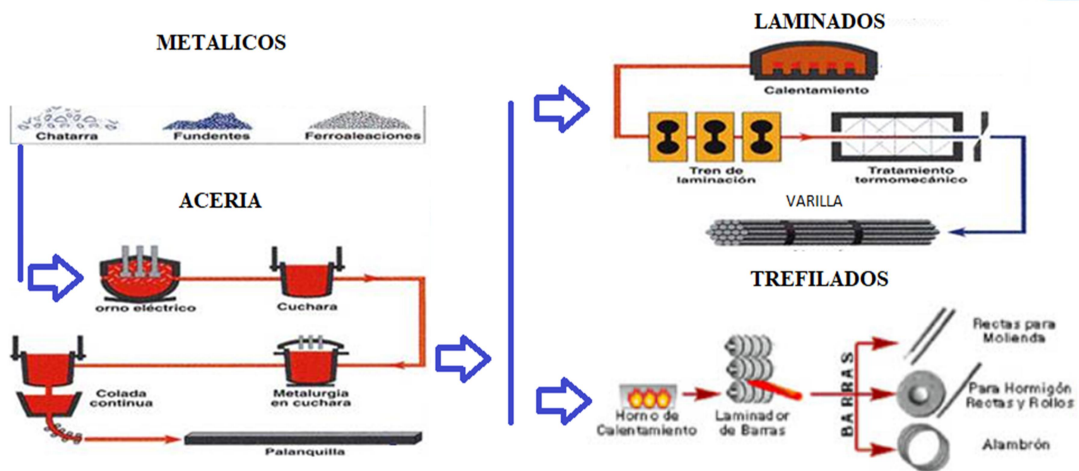 METALICOS
Chatarra
Fundentes
Ferroaleaciones
ACERIA
orno eléctrico
Cuchara
Colada
continua
Metalurgia
en cuchara
Palanquilla
LAMINADOS
Calentamiento
Tren de
laminación
Tratamiento
termomecánico
VARILLA
TREFILADOS
Horno de
Calentamiento
Laminador
de Barras
BARRAS
Rectas para
Molienda
Para Hormigón
Rectas y Rollos
Alambrón